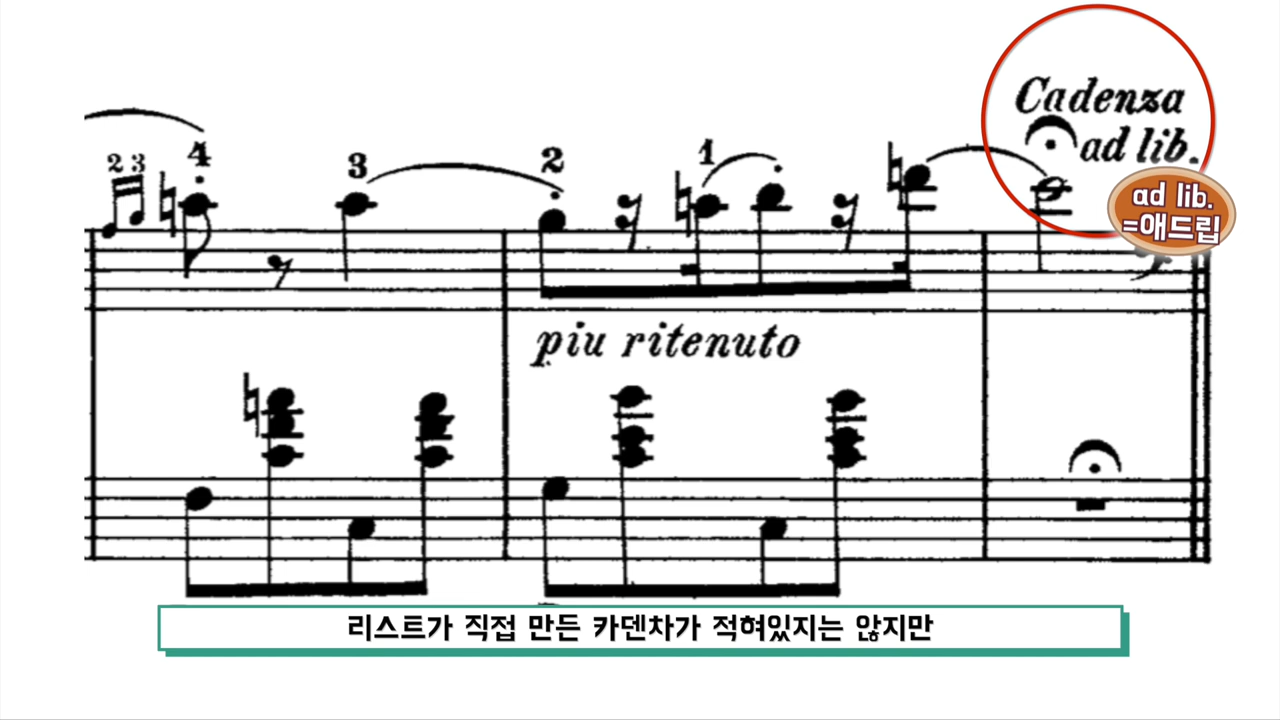 Cadenza
ad lib.
ad lib.
=애드립
2 3 4 3 2 1
piu ritenuto
리스트가 직접 만든 카덴차가 적혀있지는 않지만